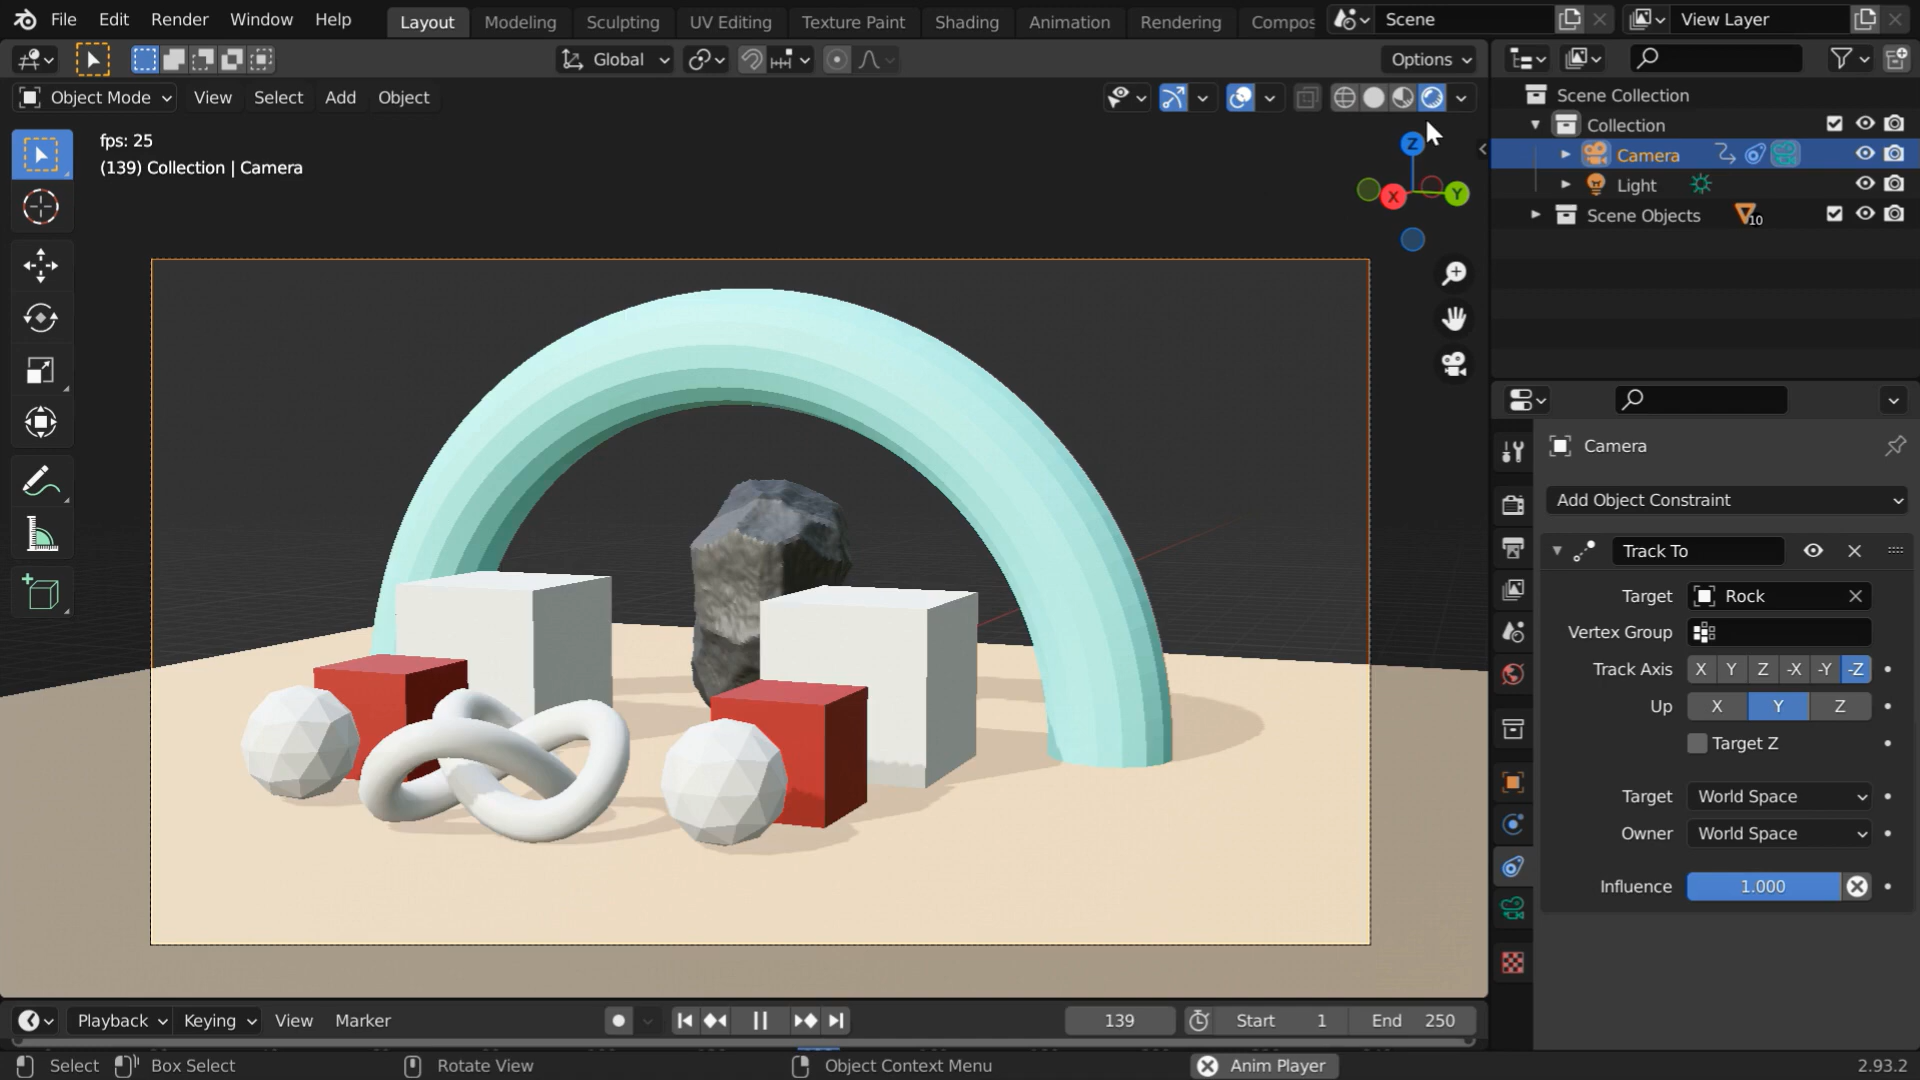 File Edit Render Window Help
Layout Modeling Sculpting UV Editing Texture Paint Shading Animation Rendering Compos
Scene
View Layer
Global
Options
Object Mode View Select Add Object
fps: 25
(139) Collection | Camera
Z
X
Y
Scene Collection
Collection
Camera
Light
Scene Objects 10
Camera
Add Object Constraint
Track To
Target Rock
Vertex Group
Track Axis X Y Z -X -Y -Z
Up X Y Z
Target Z
Target World Space
Owner World Space
Influence 1.000
Playback Keying View Marker
139 Start 1 End 250
Select Box Select Rotate View Object Context Menu Anim Player 2.93.2